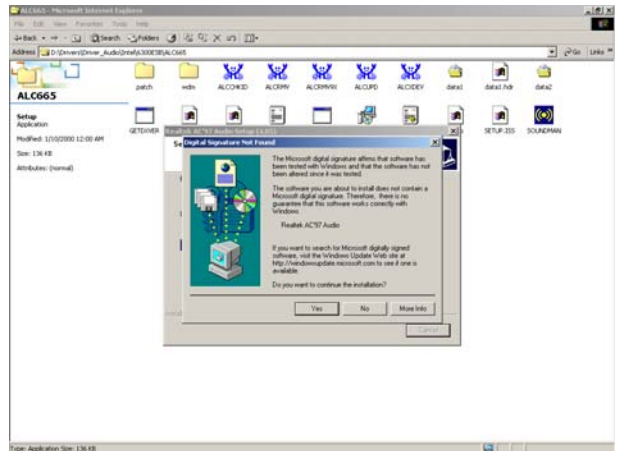 ALC665 - Microsoft Internet Explorer
File Edit View Favorites Tools Help
Back Search Folders
Address D:\Drivers\Driver_Audio\Intel\6300ESB\ALC665 Go Links
ALC665
Setup
Application
Modified: 1/10/2000 12:00 AM
Size: 136 KB
Attributes: (normal)
patch wdm ALCCHKID ALCRMV ALCRMV9X ALCUPD ALCXDEV data1 data1.hdr data2
SETUP.ISS SOUNDMAN
Realtek AC'97 Audio Setup
Digital Signature Not Found
The Microsoft digital signature affirms that software has
been tested with Windows and that the software has not
been altered since it was tested.
The software you are about to install does not contain a
Microsoft digital signature. Therefore, there is no
guarantee that this software works correctly with
Windows.
Realtek AC'97 Audio
If you want to search for Microsoft digitally signed
software, visit the Windows Update Web site at
http://windowsupdate.microsoft.com to see if one is
available.
Do you want to continue the installation?
Yes No More Info
Cancel
Type: Application Size: 136 KB